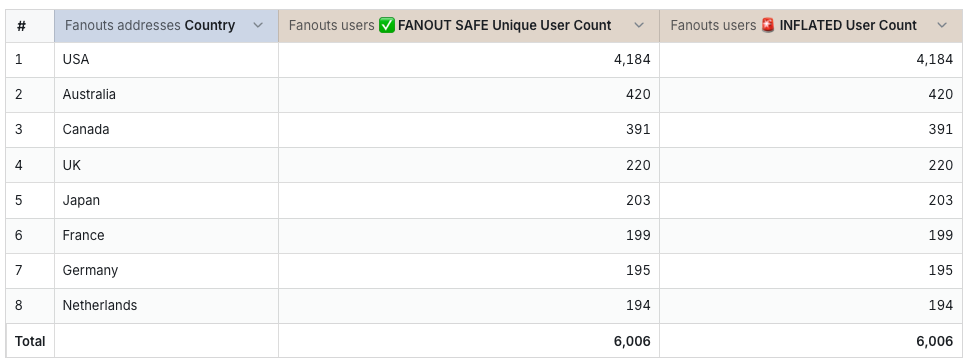 # Fanouts addresses Country Fanouts users ✅ FANOUT SAFE Unique User Count Fanouts users 🚨 INFLATED User Count
1 USA 4,184 4,184
2 Australia 420 420
3 Canada 391 391
4 UK 220 220
5 Japan 203 203
6 France 199 199
7 Germany 195 195
8 Netherlands 194 194
Total 6,006 6,006